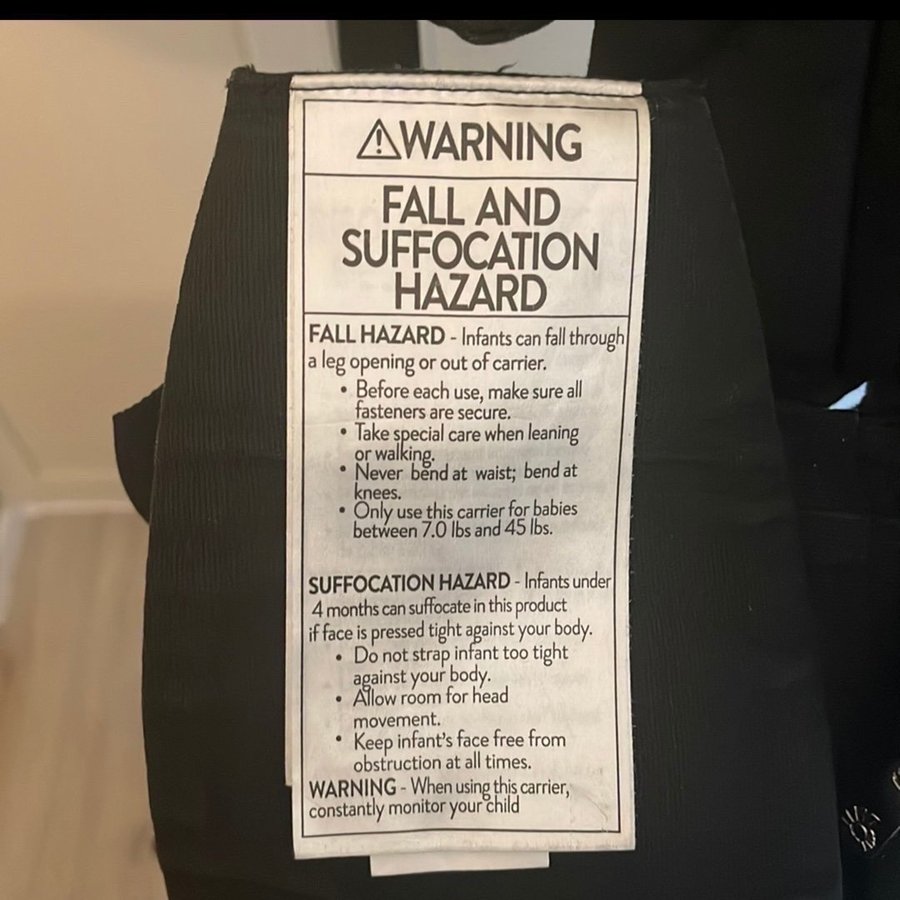 ⚠WARNING
FALL AND
SUFFOCATION
HAZARD
FALL HAZARD - Infants can fall through
a leg opening or out of carrier.
• Before each use, make sure all
fasteners are secure.
• Take special care when leaning
or walking.
• Never bend at waist; bend at
knees.
• Only use this carrier for babies
between 7.0 lbs and 45 lbs.
SUFFOCATION HAZARD - Infants under
4 months can suffocate in this product
if face is pressed tight against your body.
• Do not strap infant too tight
against your body.
• Allow room for head
movement.
• Keep infant's face free from
obstruction at all times.
WARNING - When using this carrier,
constantly monitor your child